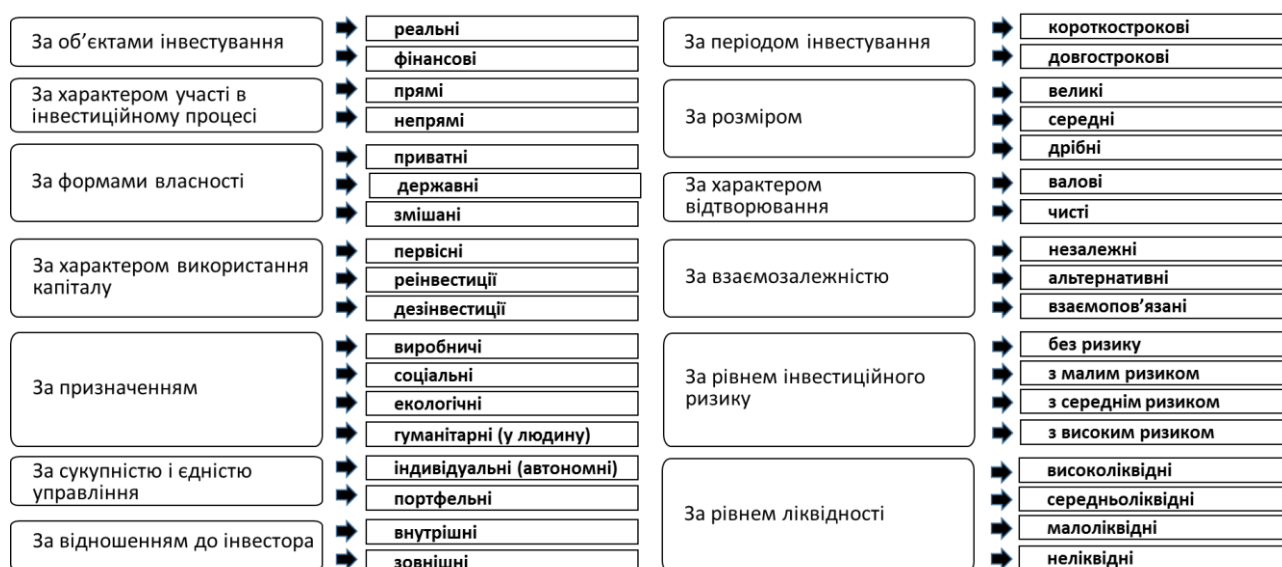 За об’єктами інвестування
реальні
фінансові
За характером участі в
інвестиційному процесі
прямі
непрямі
За формами власності
приватні
державні
змішані
За характером використання
капіталу
первісні
реінвестиції
дезінвестиції
За призначенням
виробничі
соціальні
екологічні
гуманітарні (у людину)
За сукупністю і єдністю
управління
індивідуальні (автономні)
портфельні
За відношенням до інвестора
внутрішні
зовнішні
За періодом інвестування
короткострокові
довгострокові
За розміром
великі
середні
дрібні
За характером
відтворювання
валові
чисті
За взаємозалежністю
незалежні
альтернативні
взаємопов’язані
За рівнем інвестиційного
ризику
без ризику
з малим ризиком
з середнім ризиком
з високим ризиком
За рівнем ліквідності
високоліквідні
середньоліквідні
малоліквідні
неліквідні